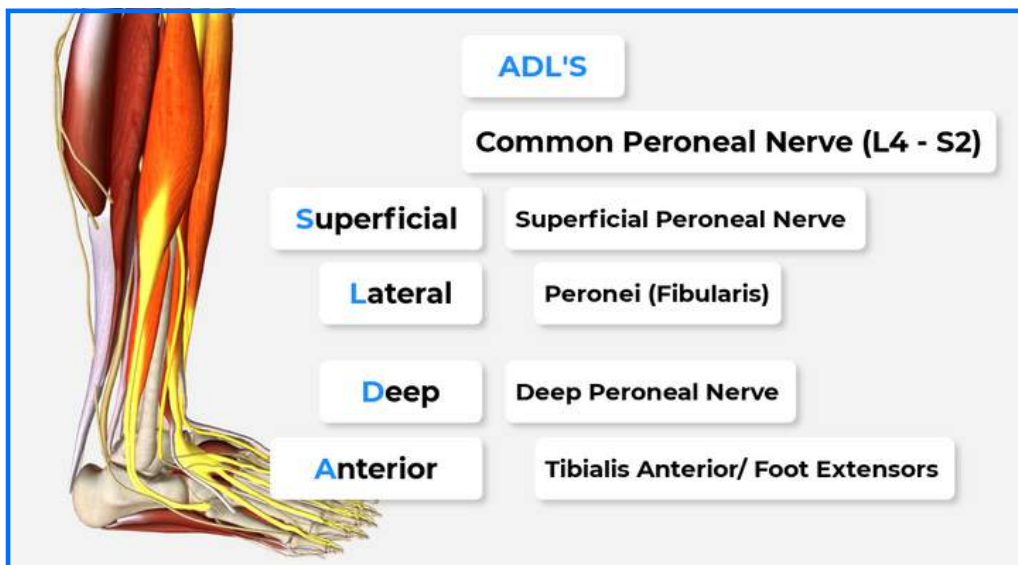 ADL'S
Common Peroneal Nerve (L4 - S2)
Superficial
Superficial Peroneal Nerve
Lateral
Peronei (Fibularis)
Deep
Deep Peroneal Nerve
Anterior
Tibialis Anterior/ Foot Extensors